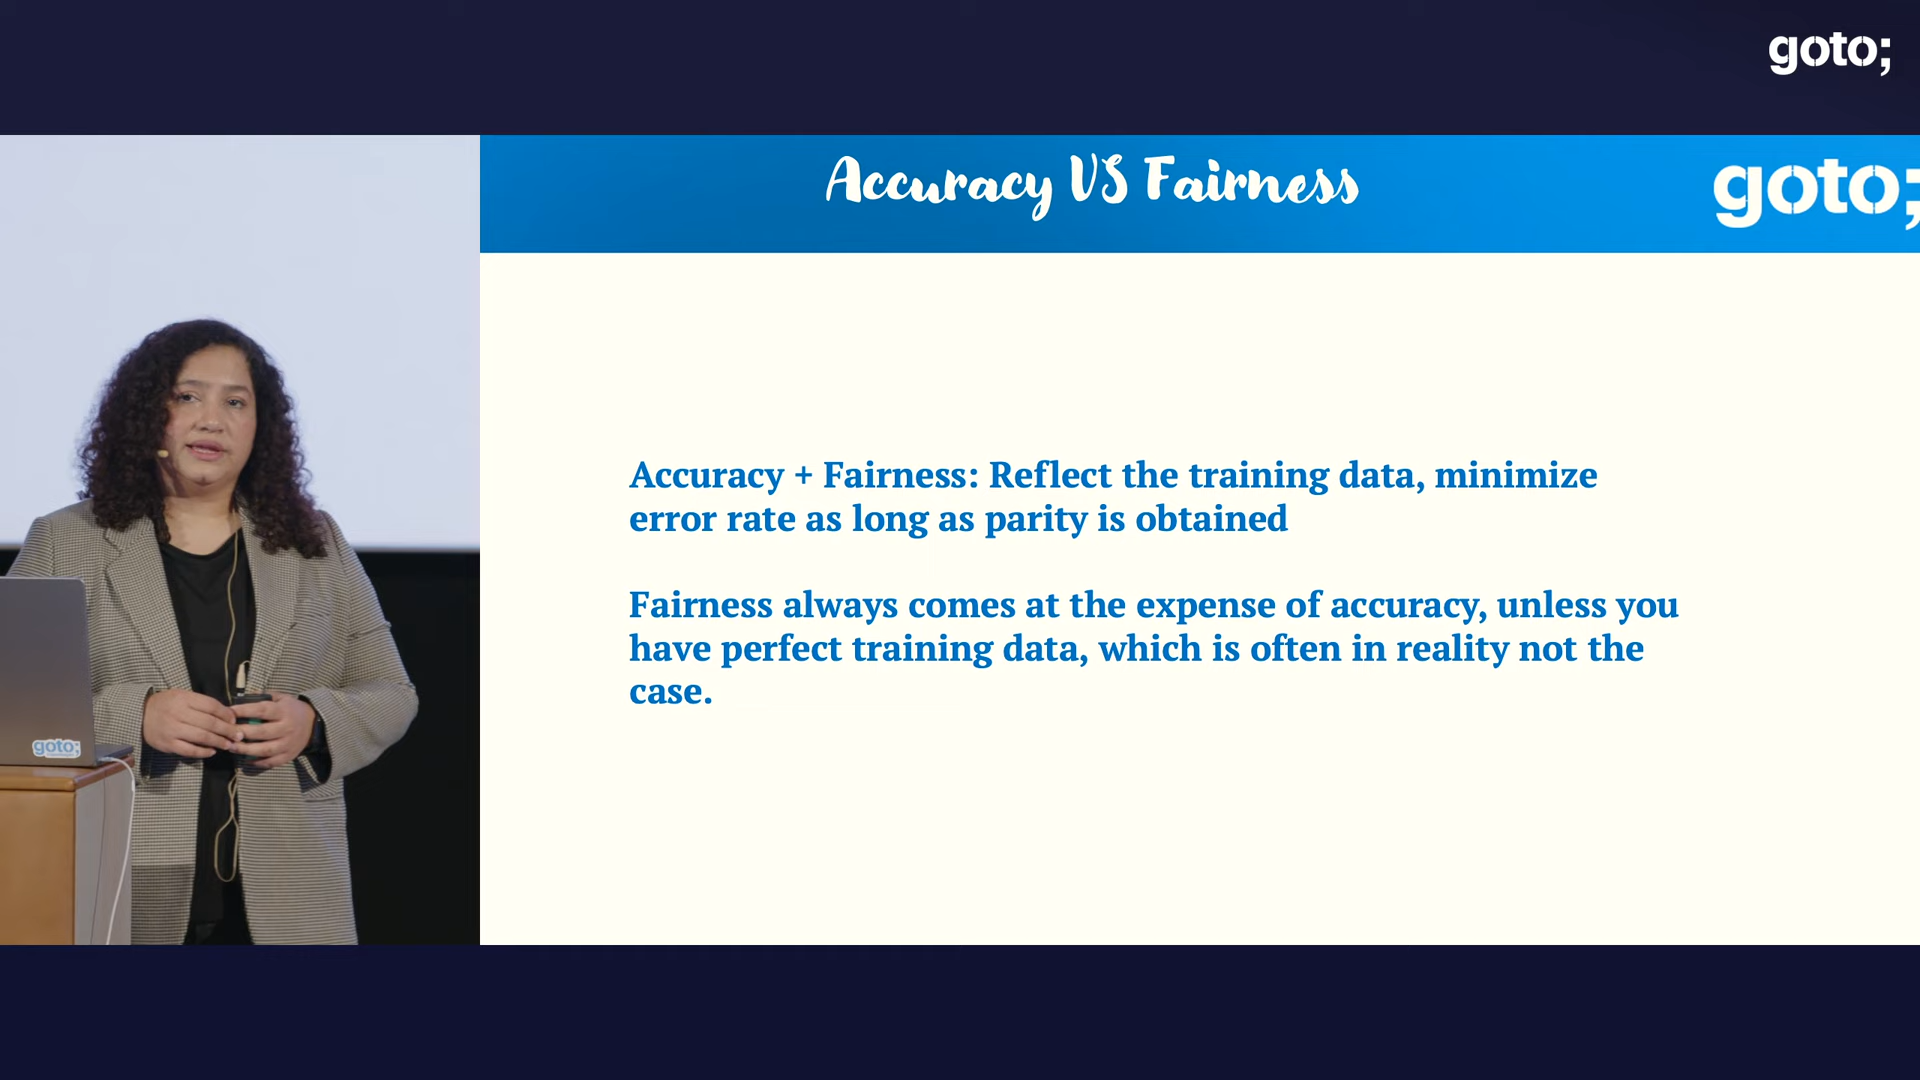 goto;
Accuracy VS Fairness
goto;
Accuracy + Fairness: Reflect the training data, minimize
error rate as long as parity is obtained
Fairness always comes at the expense of accuracy, unless you
have perfect training data, which is often in reality not the
case.
goto;